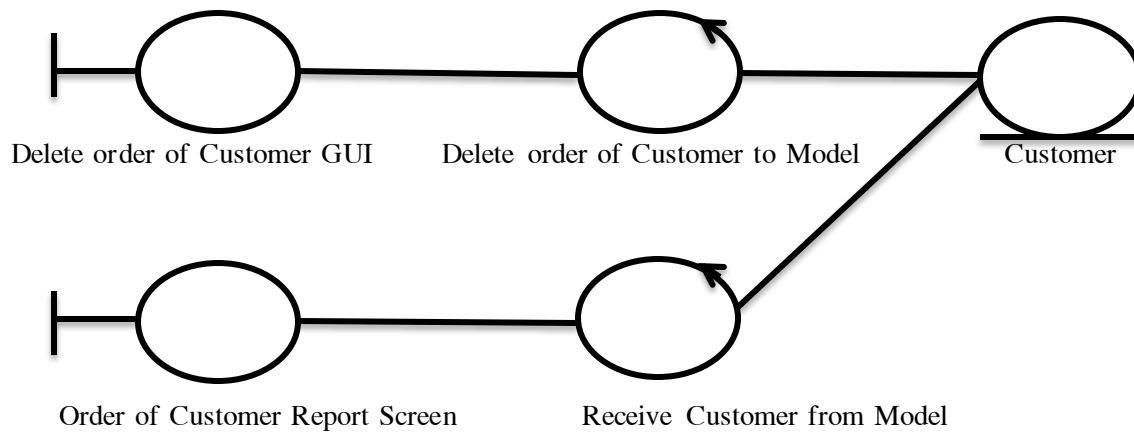 Delete order of Customer GUI
Delete order of Customer to Model
Customer
Order of Customer Report Screen
Receive Customer from Model